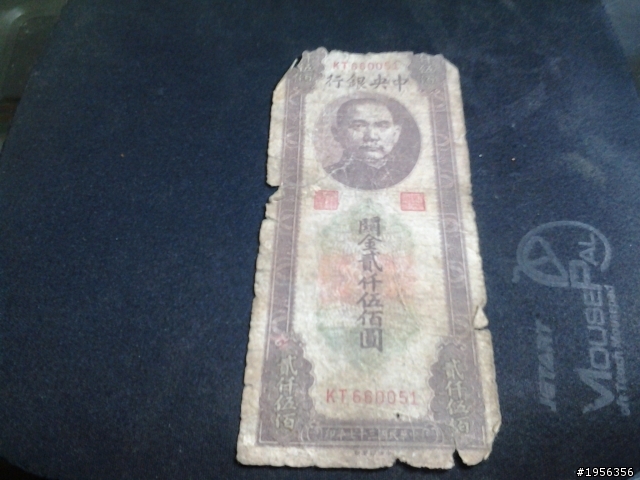 KT680051
中央銀行
關金貳仟伍佰圓
KT680051
貳仟伍佰
貳仟伍佰
JETART
MOUSEPAL
#1956356